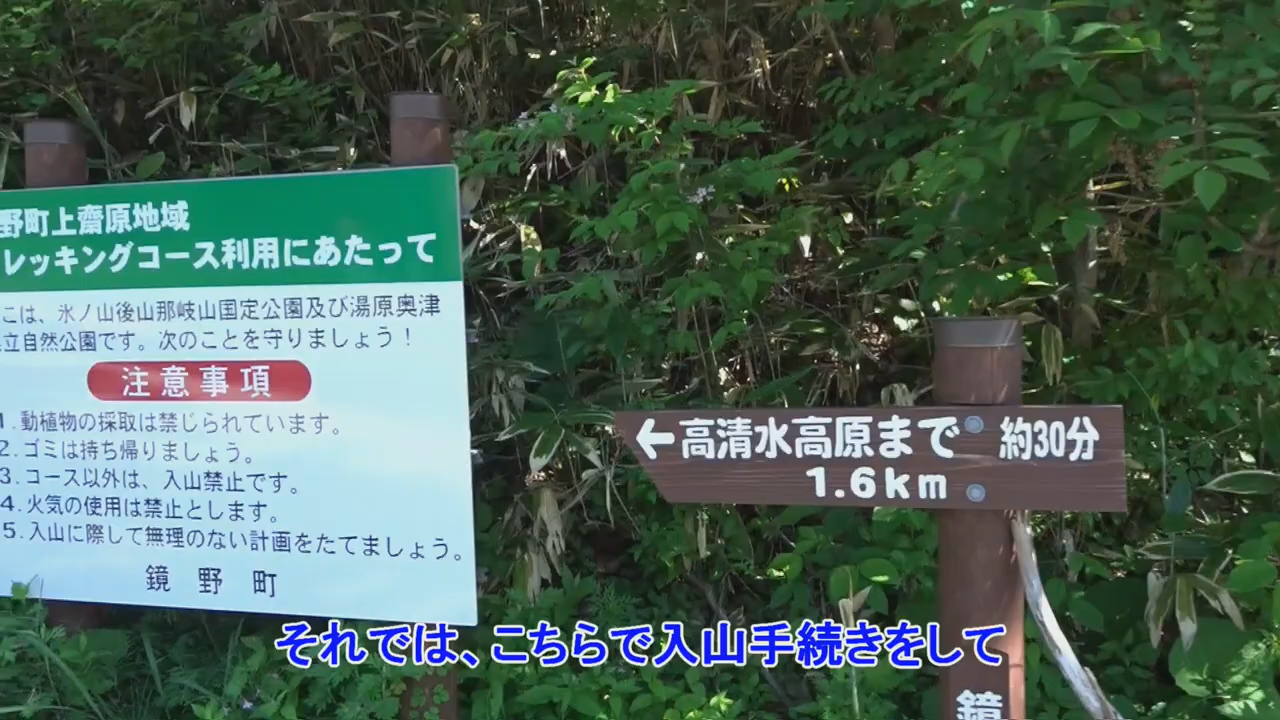 野町上齋原地域
レッキングコース利用にあたって
こは、氷ノ山後山那岐山国定公園及び湯原奥津
立自然公園です。次のことを守りましょう！
注意事項
1.動植物の採取は禁じられています。
2.ゴミは持ち帰りましょう。
3.コース以外は、入山禁止です。
4.火気の使用は禁止とします。
5.入山に際して無理のない計画をたてましょう。
鏡野町
←高清水高原まで 約30分
1.6km
鏡
それでは、こちらで入山手続きをして